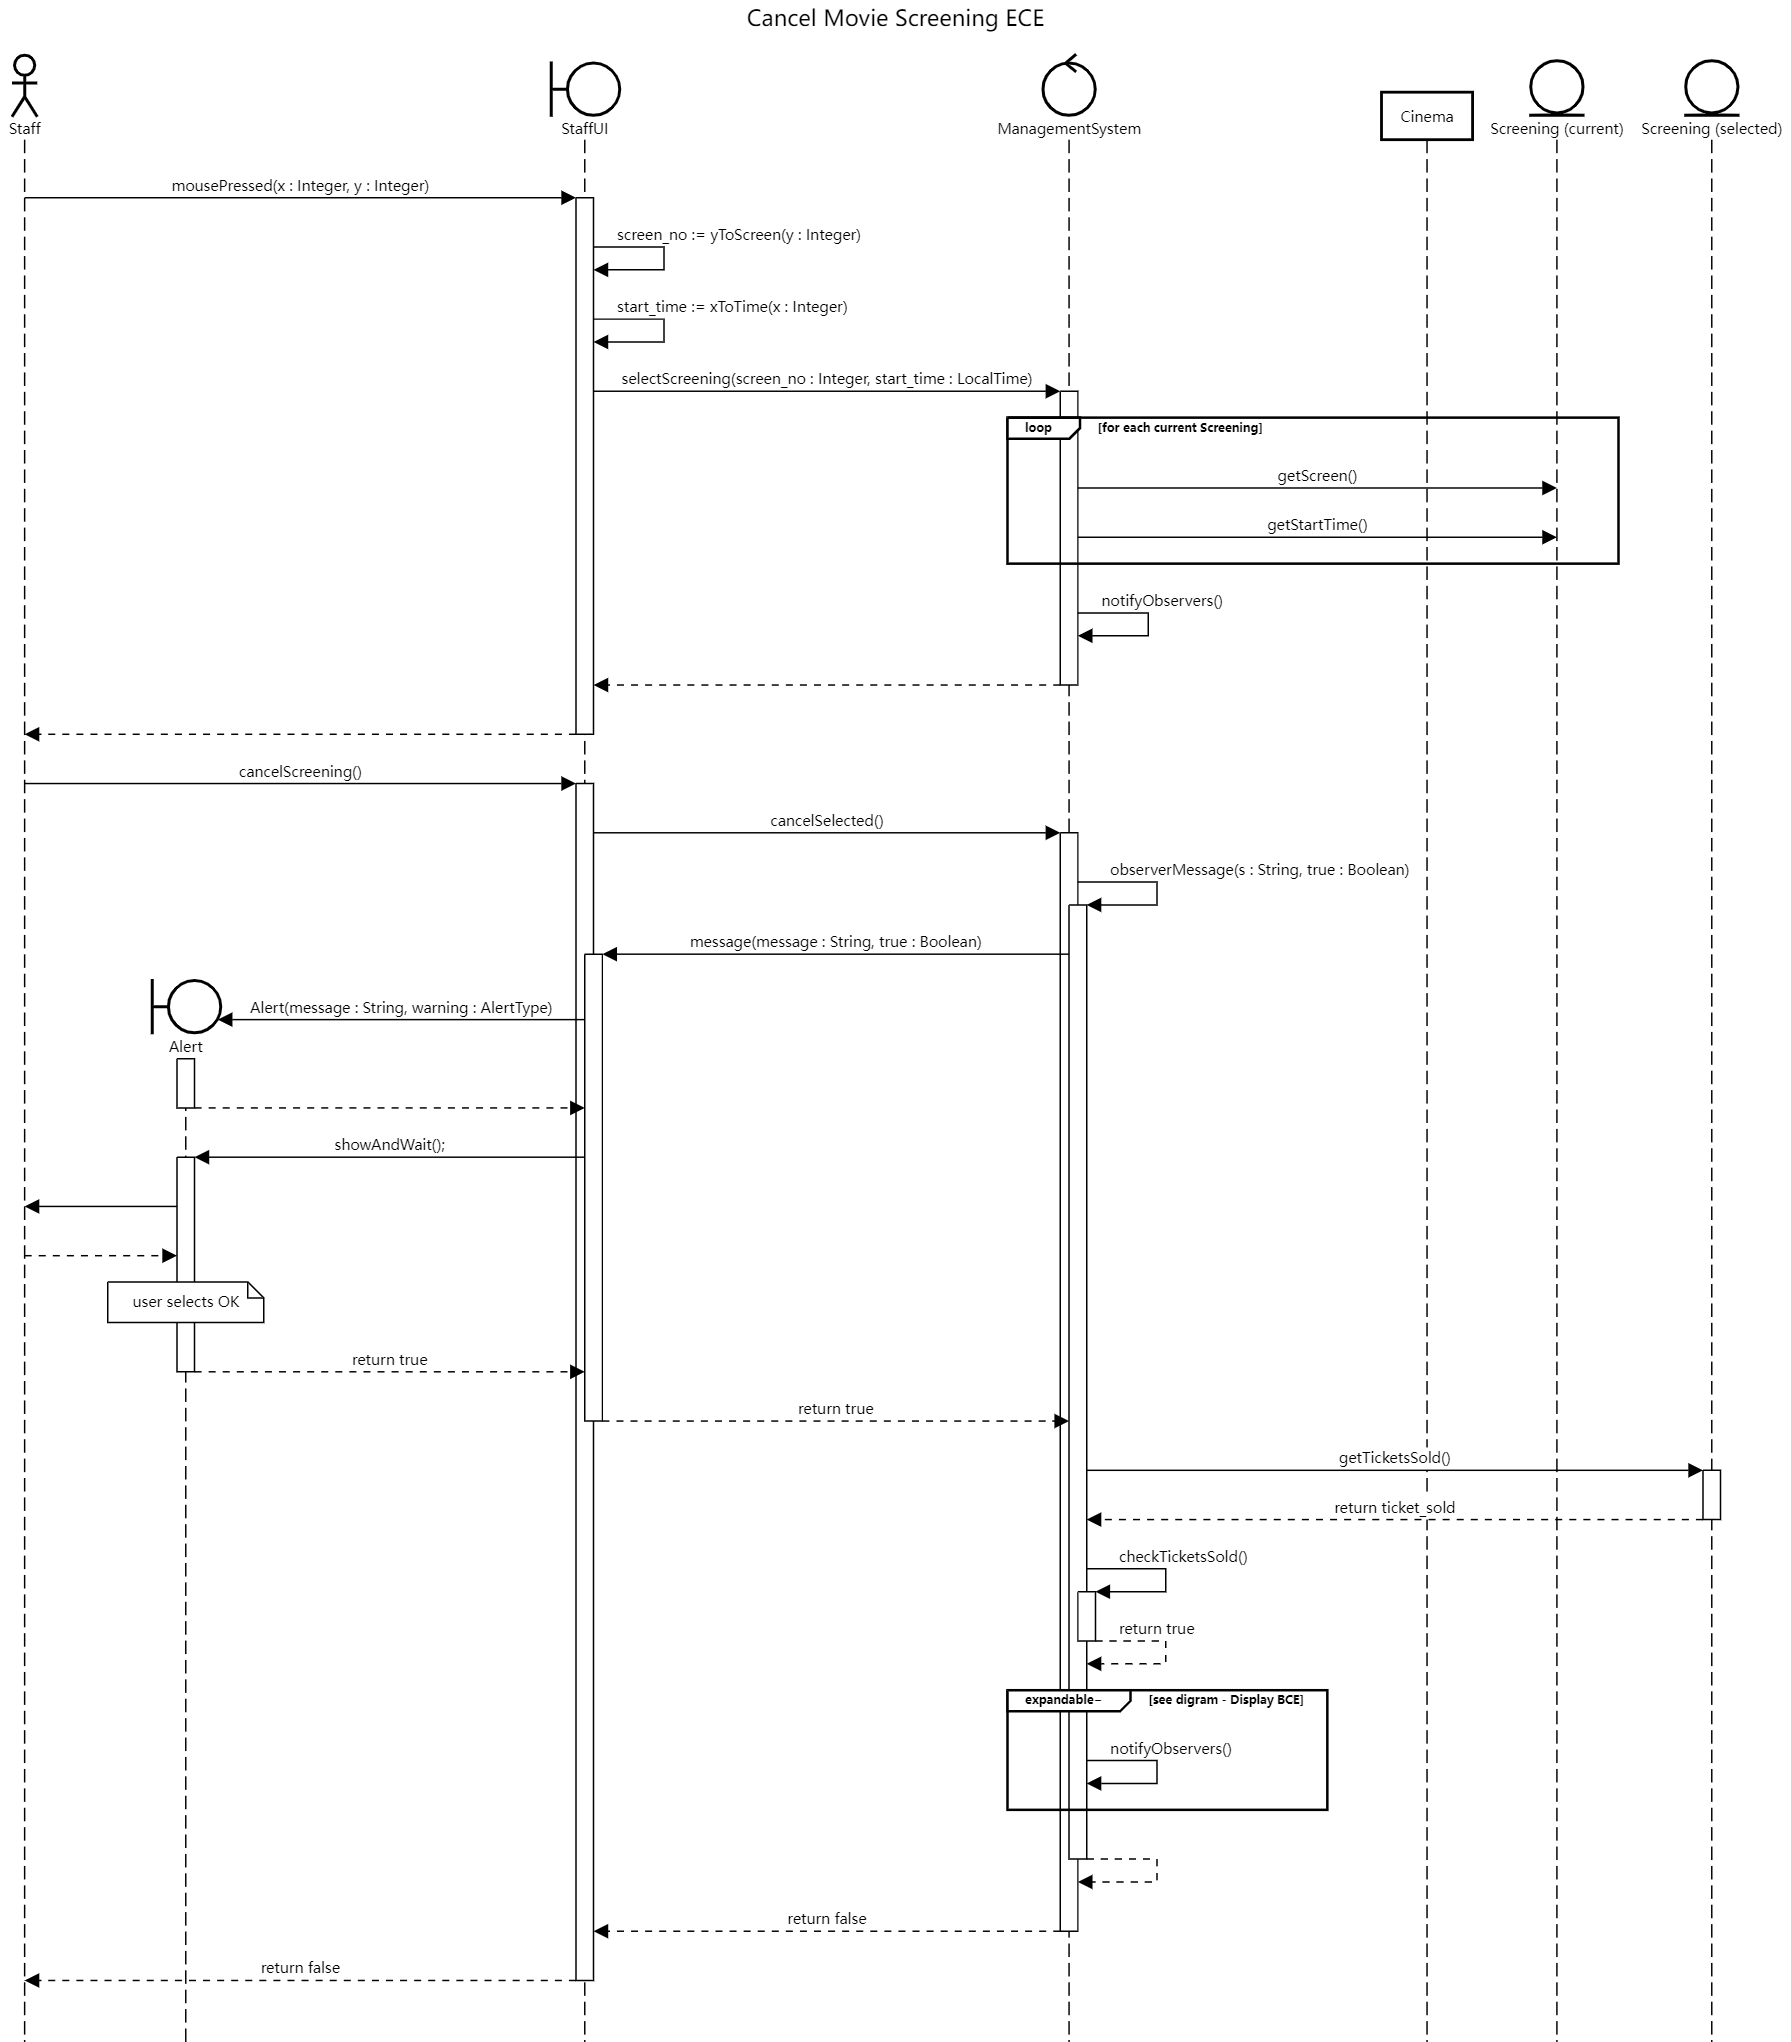 Cancel Movie Screening ECE
Staff
StaffUI
ManagementSystem
Cinema
Screening (current)
Screening (selected)
mousePressed(x : Integer, y : Integer)
screen_no := yToScreen(y : Integer)
start_time := xToTime(x : Integer)
selectScreening(screen_no : Integer, start_time : LocalTime)
loop
[for each current Screening]
getScreen()
getStartTime()
notifyObservers()
cancelScreening()
cancelSelected()
observerMessage(s : String, true : Boolean)
message(message : String, true : Boolean)
Alert(message : String, warning : AlertType)
Alert
showAndWait();
user selects OK
return true
return true
getTicketsSold()
return ticket_sold
checkTicketsSold()
return true
expandable−
[see digram - Display BCE]
notifyObservers()
return false
return false